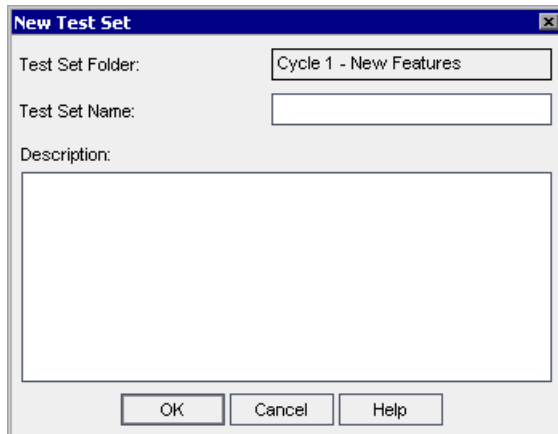 New Test Set
Test Set Folder: Cycle 1 - New Features
Test Set Name:
Description:
OK Cancel Help